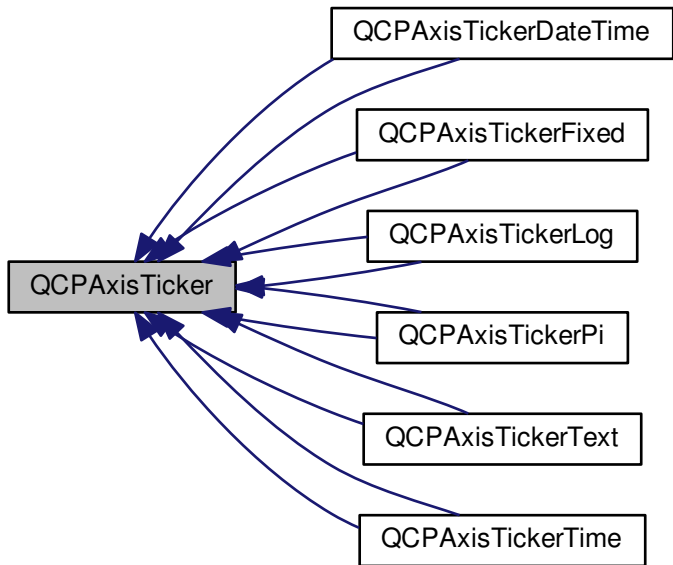 QCPAxisTickerDateTime
QCPAxisTickerFixed
QCPAxisTickerLog
QCPAxisTicker
QCPAxisTickerPi
QCPAxisTickerText
QCPAxisTickerTime